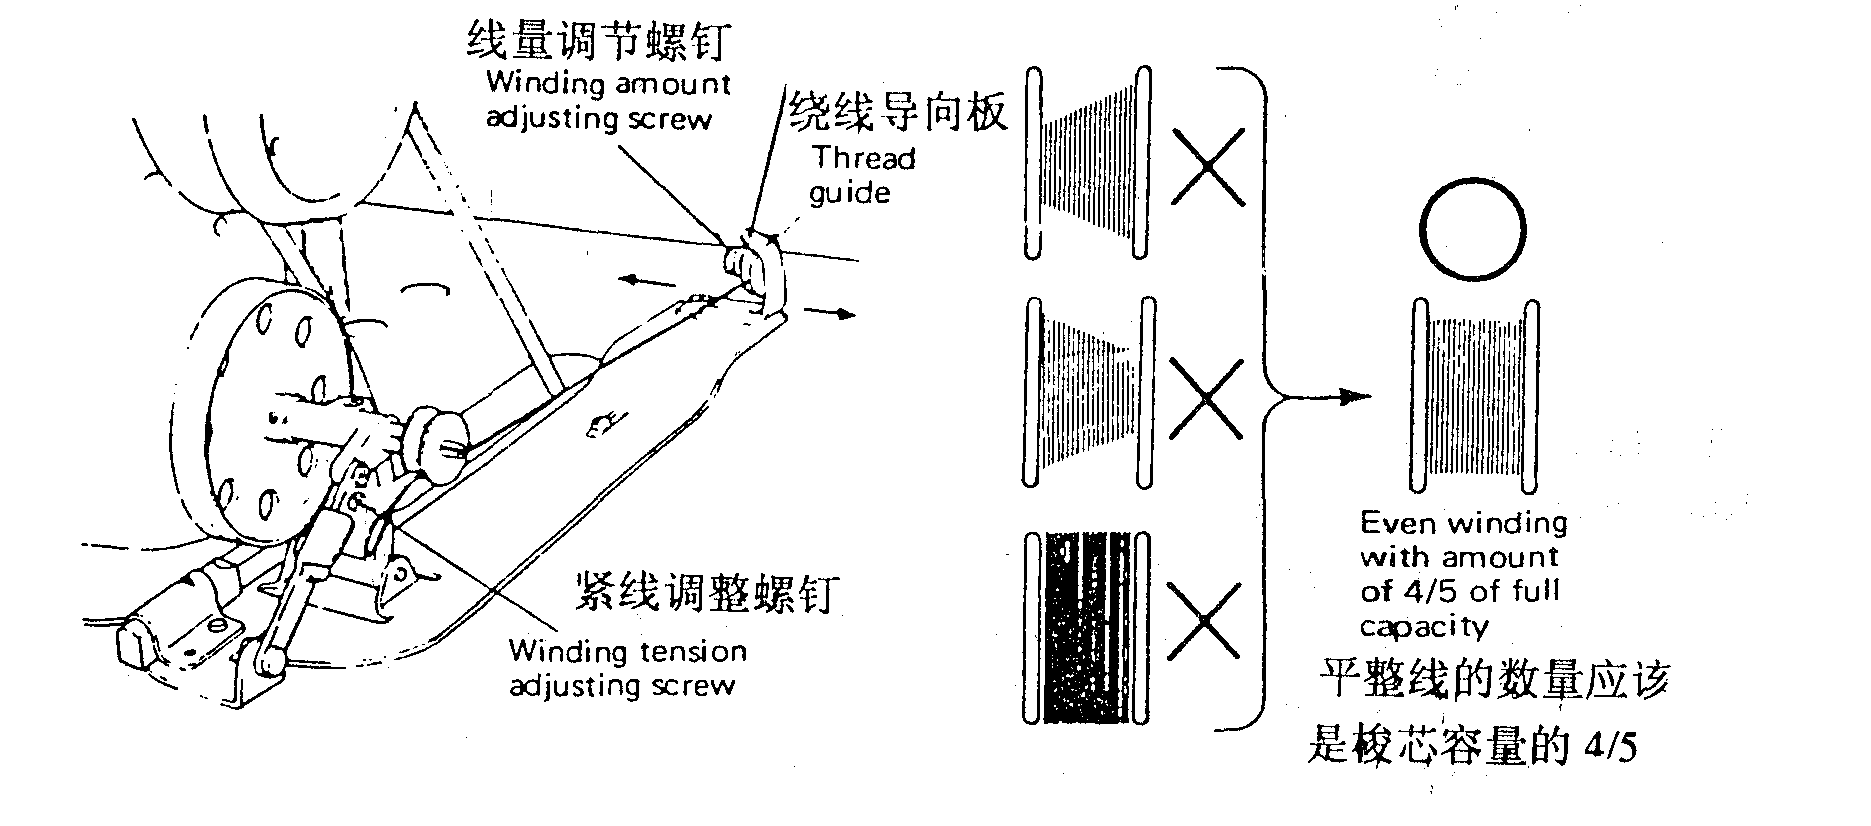 线量调节螺钉
Winding amount
adjusting screw
绕线导向板
Thread
guide
紧线调整螺钉
Winding tension
adjusting screw
Even winding
with amount
of 4/5 of full
capacity
平整线的数量应该
是梭芯容量的 4/5